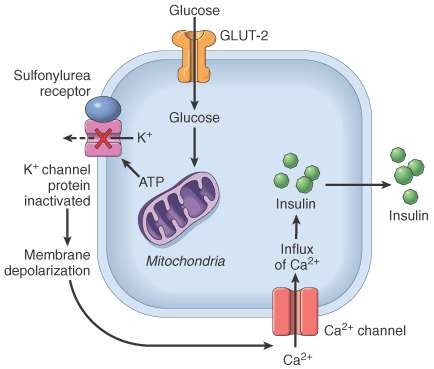 Glucose
GLUT-2
Sulfonylurea
receptor
Glucose
K⁺
ATP
K⁺ channel
protein
inactivated
Mitochondria
Membrane
depolarization
Insulin
Insulin
Influx
of Ca²⁺
Ca²⁺ channel
Ca²⁺